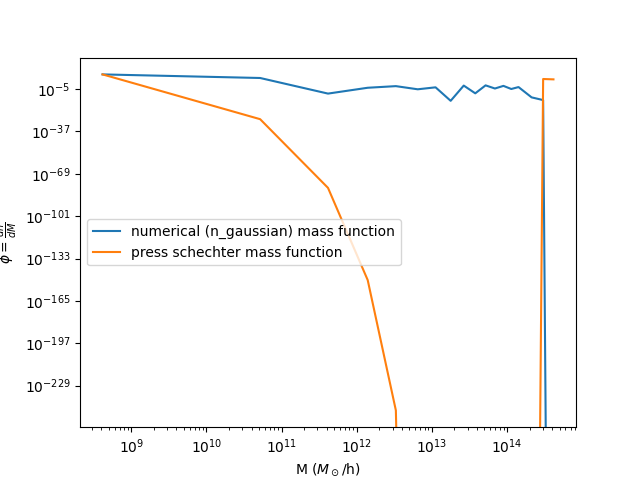 10^{-5}
10^{-37}
10^{-69}
10^{-101}
10^{-133}
10^{-165}
10^{-197}
10^{-229}
ϕ = \frac{dn}{dM}
numerical (n_gaussian) mass function
press schechter mass function
10^{9} 10^{10} 10^{11} 10^{12} 10^{13} 10^{14}
M (M_⊙/h)